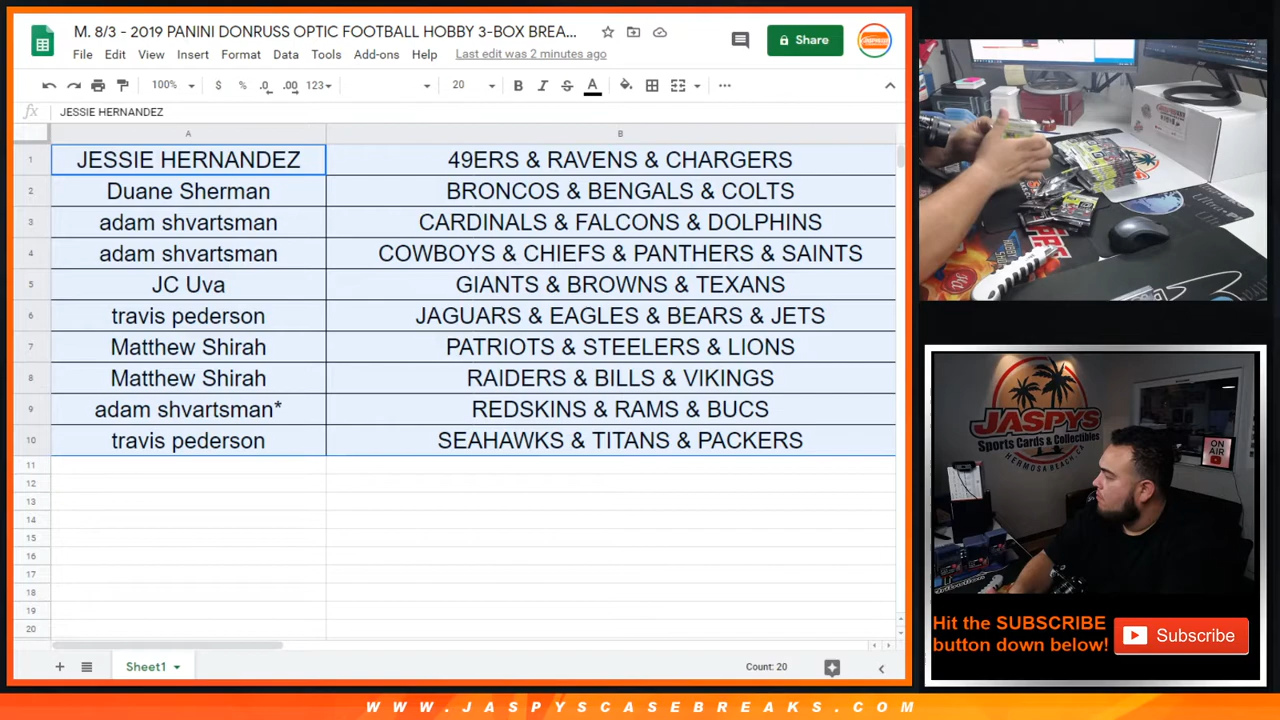 M. 8/3 - 2019 PANINI DONRUSS OPTIC FOOTBALL HOBBY 3-BOX BREA...
File Edit View Insert Format Data Tools Add-ons Help Last edit was 2 minutes ago
Share
100% $ % .0 .00 123 20 B I S A
fx JESSIE HERNANDEZ
A B
1 JESSIE HERNANDEZ 49ERS & RAVENS & CHARGERS
2 Duane Sherman BRONCOS & BENGALS & COLTS
3 adam shvartsman CARDINALS & FALCONS & DOLPHINS
4 adam shvartsman COWBOYS & CHIEFS & PANTHERS & SAINTS
5 JC Uva GIANTS & BROWNS & TEXANS
6 travis pederson JAGUARS & EAGLES & BEARS & JETS
7 Matthew Shirah PATRIOTS & STEELERS & LIONS
8 Matthew Shirah RAIDERS & BILLS & VIKINGS
9 adam shvartsman* REDSKINS & RAMS & BUCS
10 travis pederson SEAHAWKS & TITANS & PACKERS
11
12
13
14
15
16
17
18
19
20
Sheet1
Count: 20
JASPYS
Sports Cards & Collectibles
HERMOSA BEACH, CA
ON AIR
Hit the SUBSCRIBE
button down below!
Subscribe
WWW.JASPYSCASEBREAKS.COM